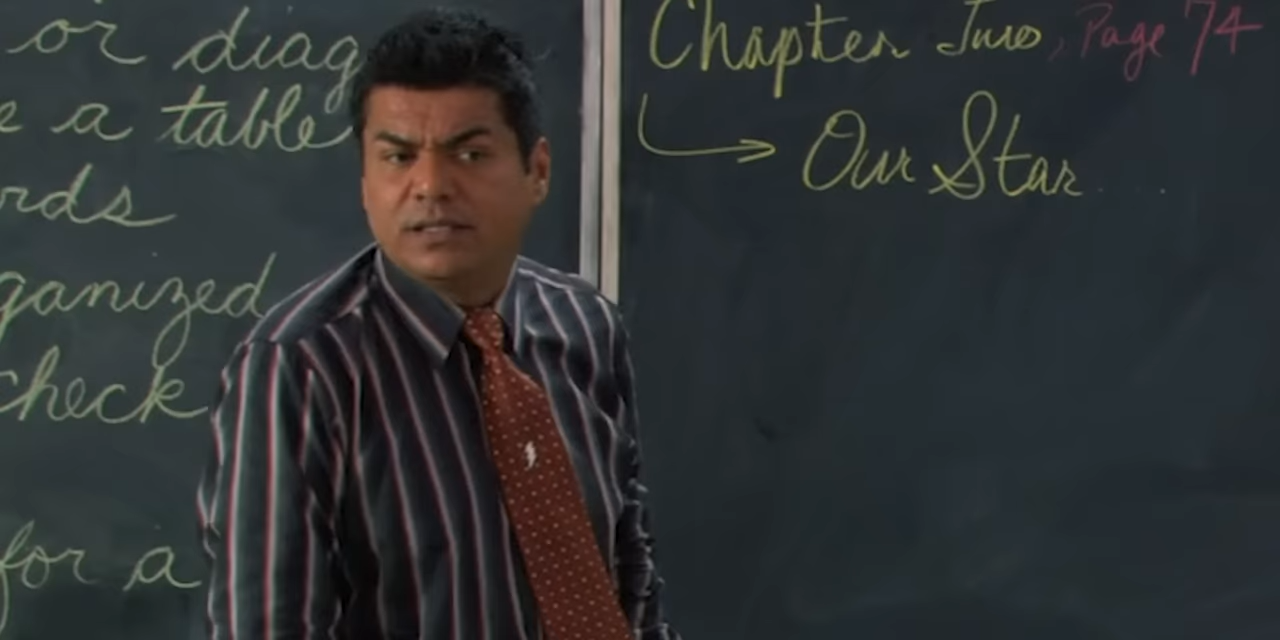 or diag
e a table
rds
ganized
check
for a
Chapter Two, Page 74
Our Star